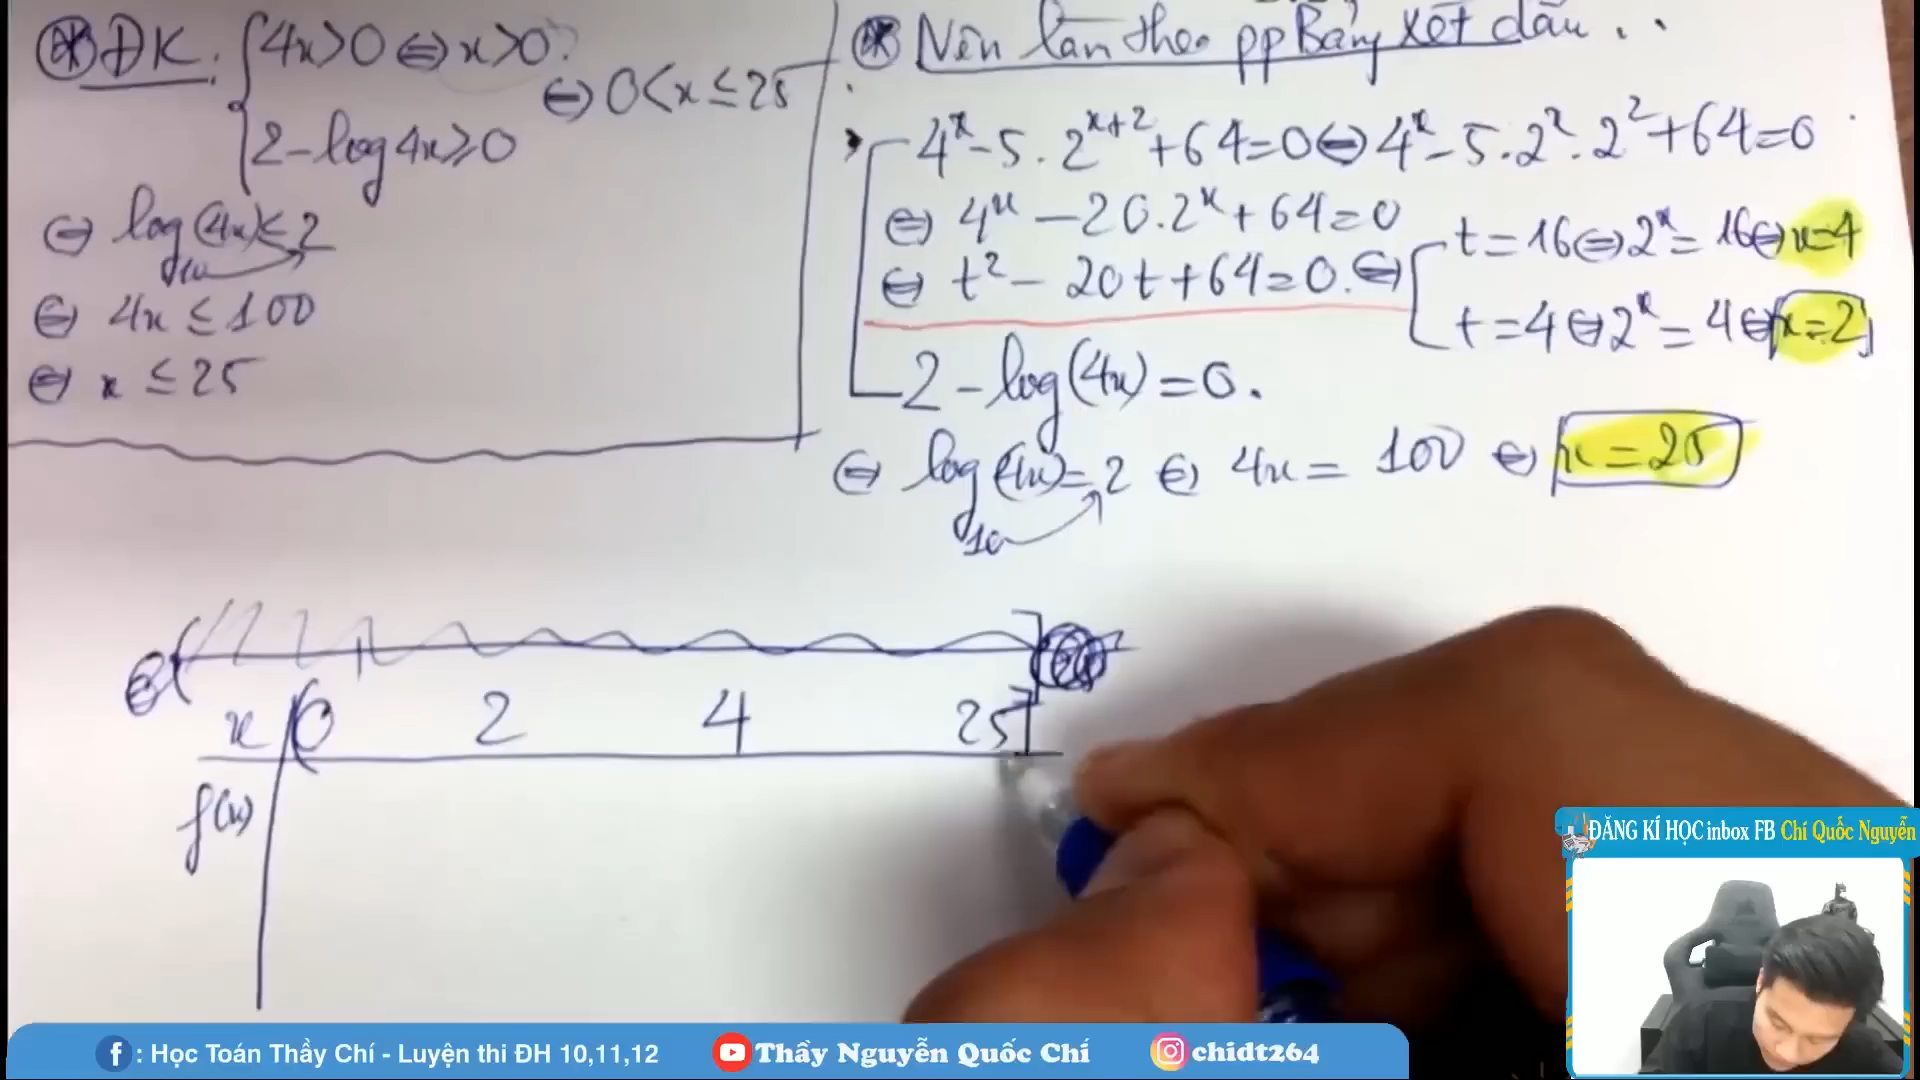 ĐK: { 4x>0 ⇔ x>0
2-log4x≥0
⇔ 0<x≤25
⇔ log(4x)≤2
10
⇔ 4x ≤ 100
⇔ x ≤ 25
Nên làm theo pp Bảng xét dấu...
4^x - 5.2^{x+2} + 64=0 ⇔ 4^x - 5.2^x.2^2 + 64=0
⇔ 4^x - 20.2^x + 64=0
⇔ t^2 - 20t + 64=0. ⇔
t=16 ⇔ 2^x = 16 ⇔ x=4
t=4 ⇔ 2^x = 4 ⇔ x=2
2 - log(4x) = 0.
⇔ log(4x)=2 ⇔ 4x = 100 ⇔ x=25
10
x (0 2 4 25]
f(x)
ĐĂNG KÍ HỌC inbox FB Chí Quốc Nguyễn
: Học Toán Thầy Chí - Luyện thi ĐH 10,11,12
Thầy Nguyễn Quốc Chí
chidt264